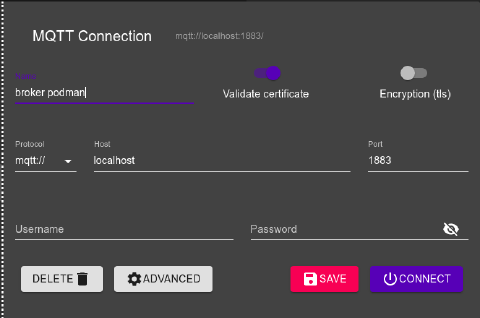 MQTT Connection mqtt://localhost:1883/
Name
broker podman
Validate certificate
Encryption (tls)
Protocol Host Port
mqtt:// localhost 1883
Username Password
DELETE ADVANCED SAVE CONNECT